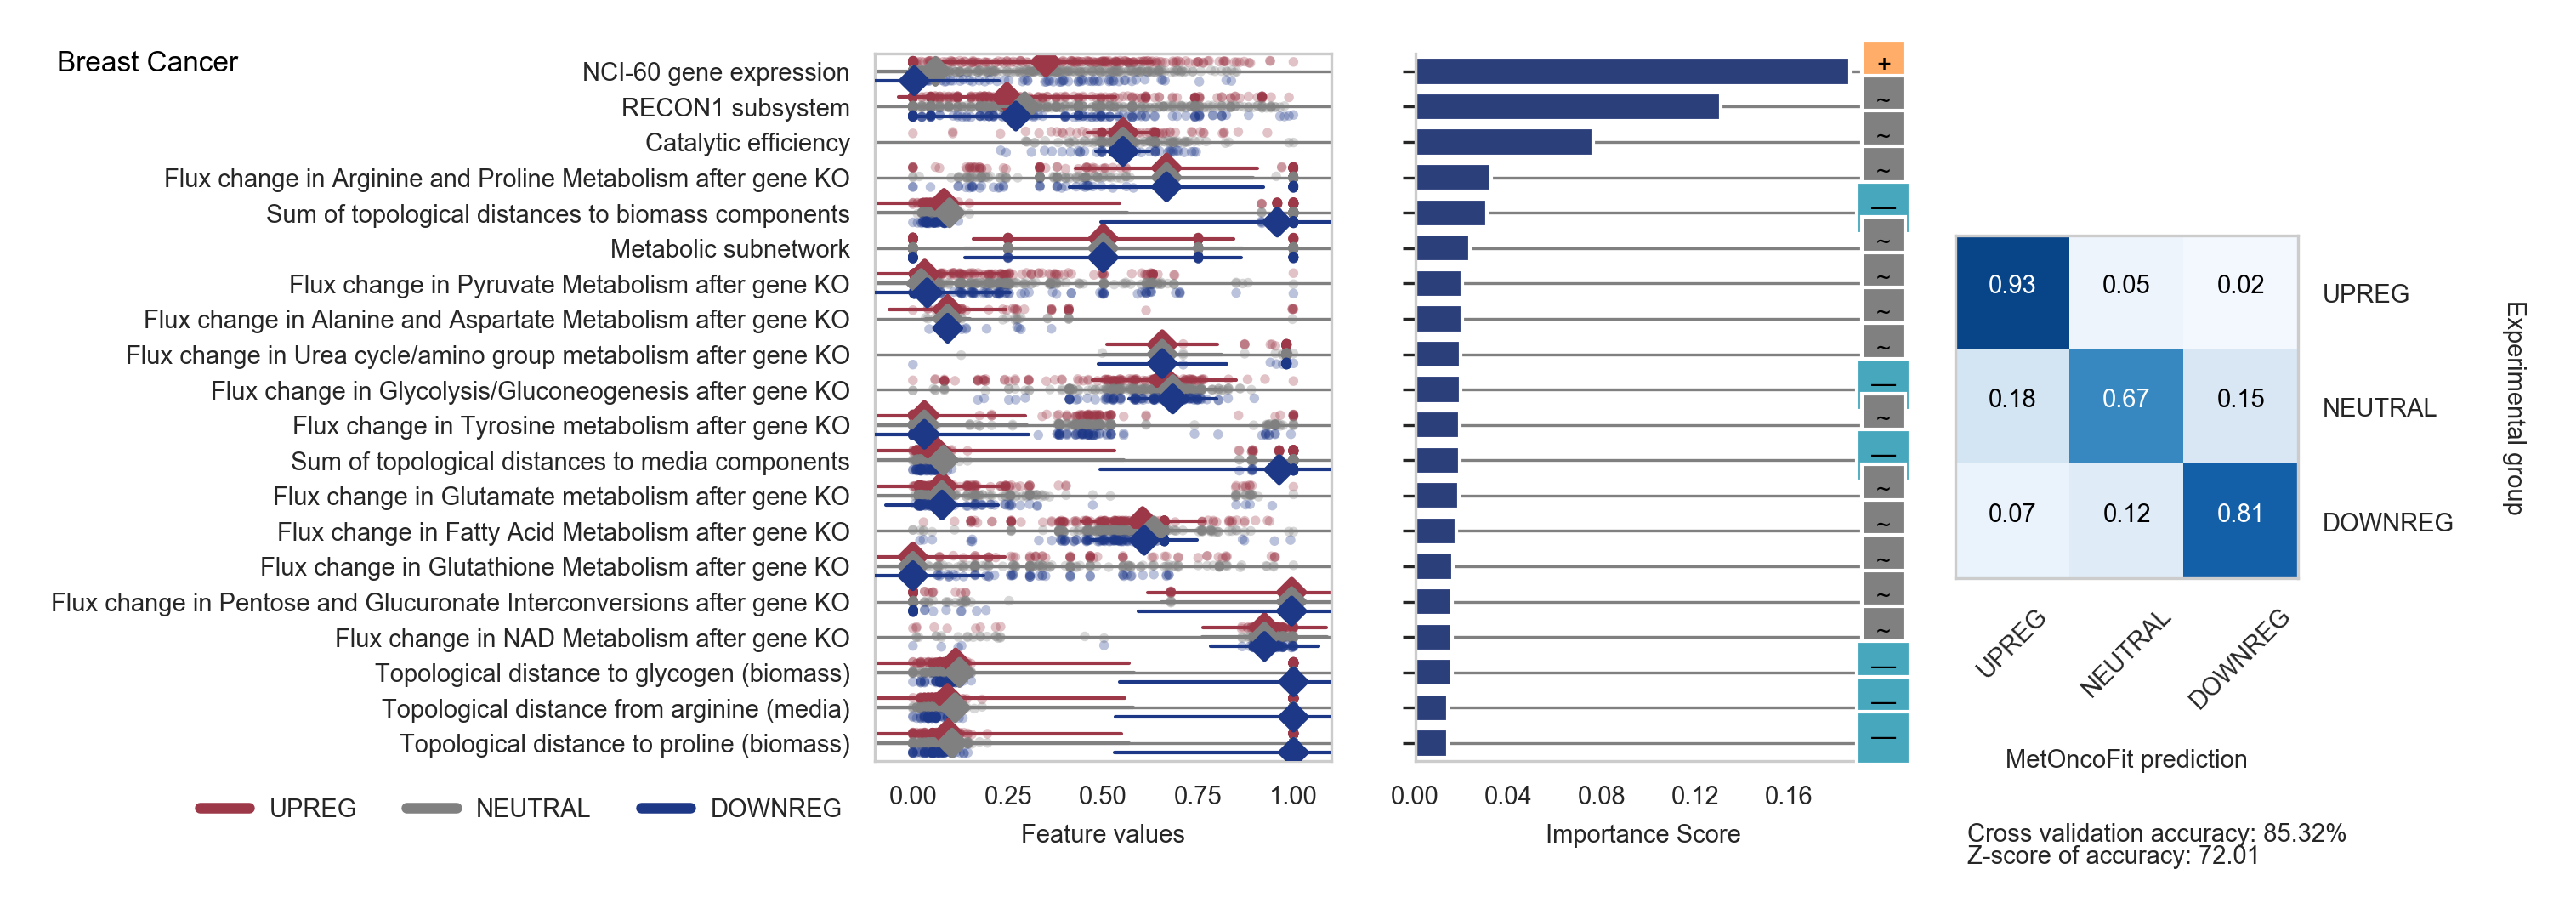 Breast Cancer
NCI-60 gene expression
RECON1 subsystem
Catalytic efficiency
Flux change in Arginine and Proline Metabolism after gene KO
Sum of topological distances to biomass components
Metabolic subnetwork
Flux change in Pyruvate Metabolism after gene KO
Flux change in Alanine and Aspartate Metabolism after gene KO
Flux change in Urea cycle/amino group metabolism after gene KO
Flux change in Glycolysis/Gluconeogenesis after gene KO
Flux change in Tyrosine metabolism after gene KO
Sum of topological distances to media components
Flux change in Glutamate metabolism after gene KO
Flux change in Fatty Acid Metabolism after gene KO
Flux change in Glutathione Metabolism after gene KO
Flux change in Pentose and Glucuronate Interconversions after gene KO
Flux change in NAD Metabolism after gene KO
Topological distance to glycogen (biomass)
Topological distance from arginine (media)
Topological distance to proline (biomass)
UPREG NEUTRAL DOWNREG
0.00 0.25 0.50 0.75 1.00
Feature values
0.00 0.04 0.08 0.12 0.16
Importance Score
+
~
~
~
—
~
~
~
~
—
~
—
~
~
~
~
~
—
—
—
0.93 0.05 0.02 UPREG
0.18 0.67 0.15 NEUTRAL
0.07 0.12 0.81 DOWNREG
Experimental group
UPREG NEUTRAL DOWNREG
MetOncoFit prediction
Cross validation accuracy: 85.32%
Z-score of accuracy: 72.01